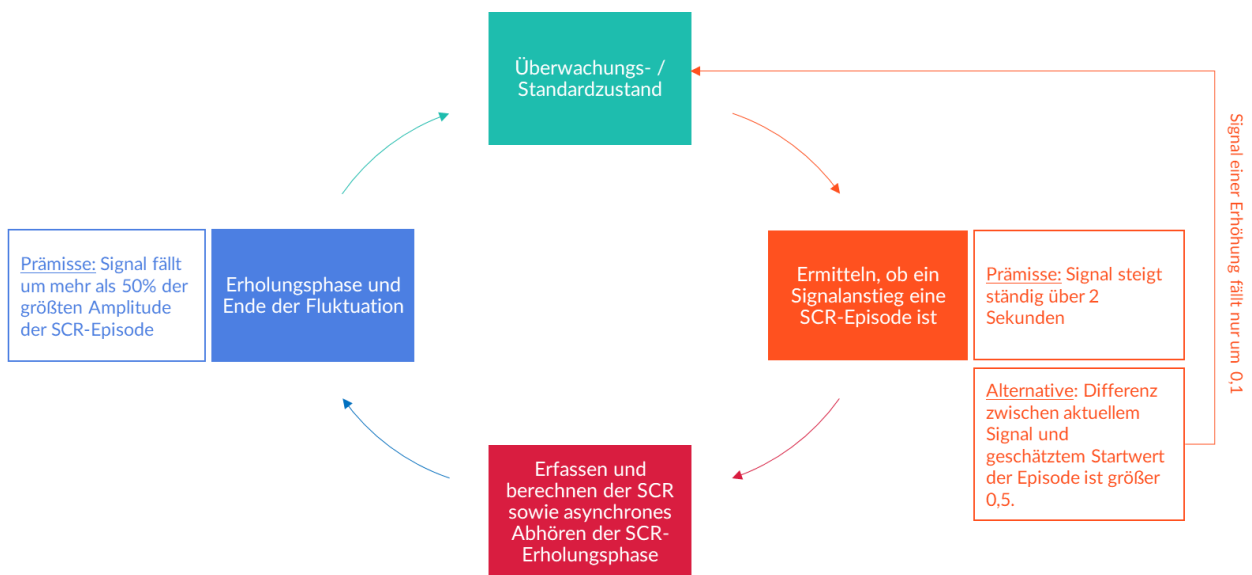 Überwachungs- /
Standardzustand
Signal einer Erhöhung fällt nur um 0,1
Prämisse: Signal fällt
um mehr als 50% der
größten Amplitude
der SCR-Episode
Erholungsphase und
Ende der Fluktuation
Ermitteln, ob ein
Signalanstieg eine
SCR-Episode ist
Prämisse: Signal steigt
ständig über 2
Sekunden
Alternative: Differenz
zwischen aktuellem
Signal und
geschätztem Startwert
der Episode ist größer
0,5.
Erfassen und
berechnen der SCR
sowie asynchrones
Abhören der SCR-
Erholungsphase